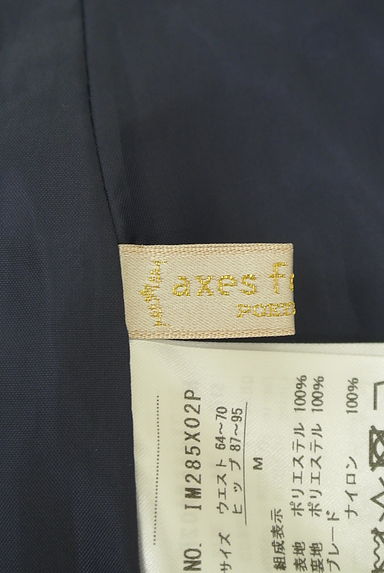 axes f
POE
NO. IM285X02P
サイズ ウエスト 64〜70
ヒップ 87〜95
M
組成表示
表地 ポリエステル 100%
裏地 ポリエステル 100%
ブレード
ナイロン 100%